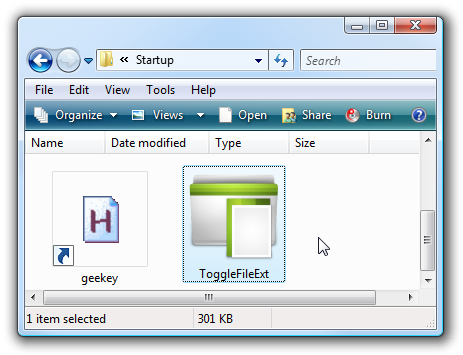 « Startup
Search
File Edit View Tools Help
Organize Views Open Share Burn
Name Date modified Type Size
H
geekey
ToggleFileExt
1 item selected 301 KB